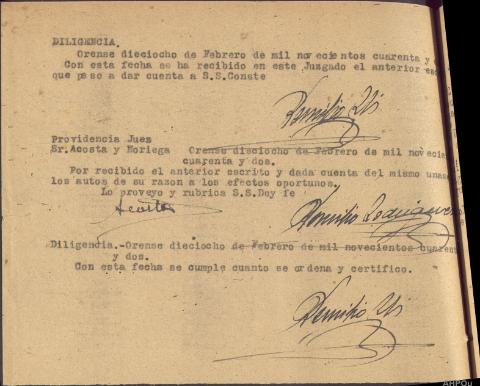 DILIGENCIA.
Orense dieciocho de Febrero de mil novecientos cuarenta y
Con esta fecha se ha recibido en este Juzgado el anterior
que paso a dar cuenta a S.S.Conste
Providencia Juez
Sr.Acosta y Noriega Orense dieciocho de Febrero de mil novecien
cuarenta y dos.
Por recibido el anterior escrito y dada cuenta del mismo unase
los autos de su razon a los efectos oportunos.
Lo proveyo y rubrica S.S.Doy fe
Acosta
Diligencia.-Orense dieciocho de Febrero de mil novecientos cuarent
y dos.
Con esta fecha se cumple cuanto se ordena y certifico.
AHPOu